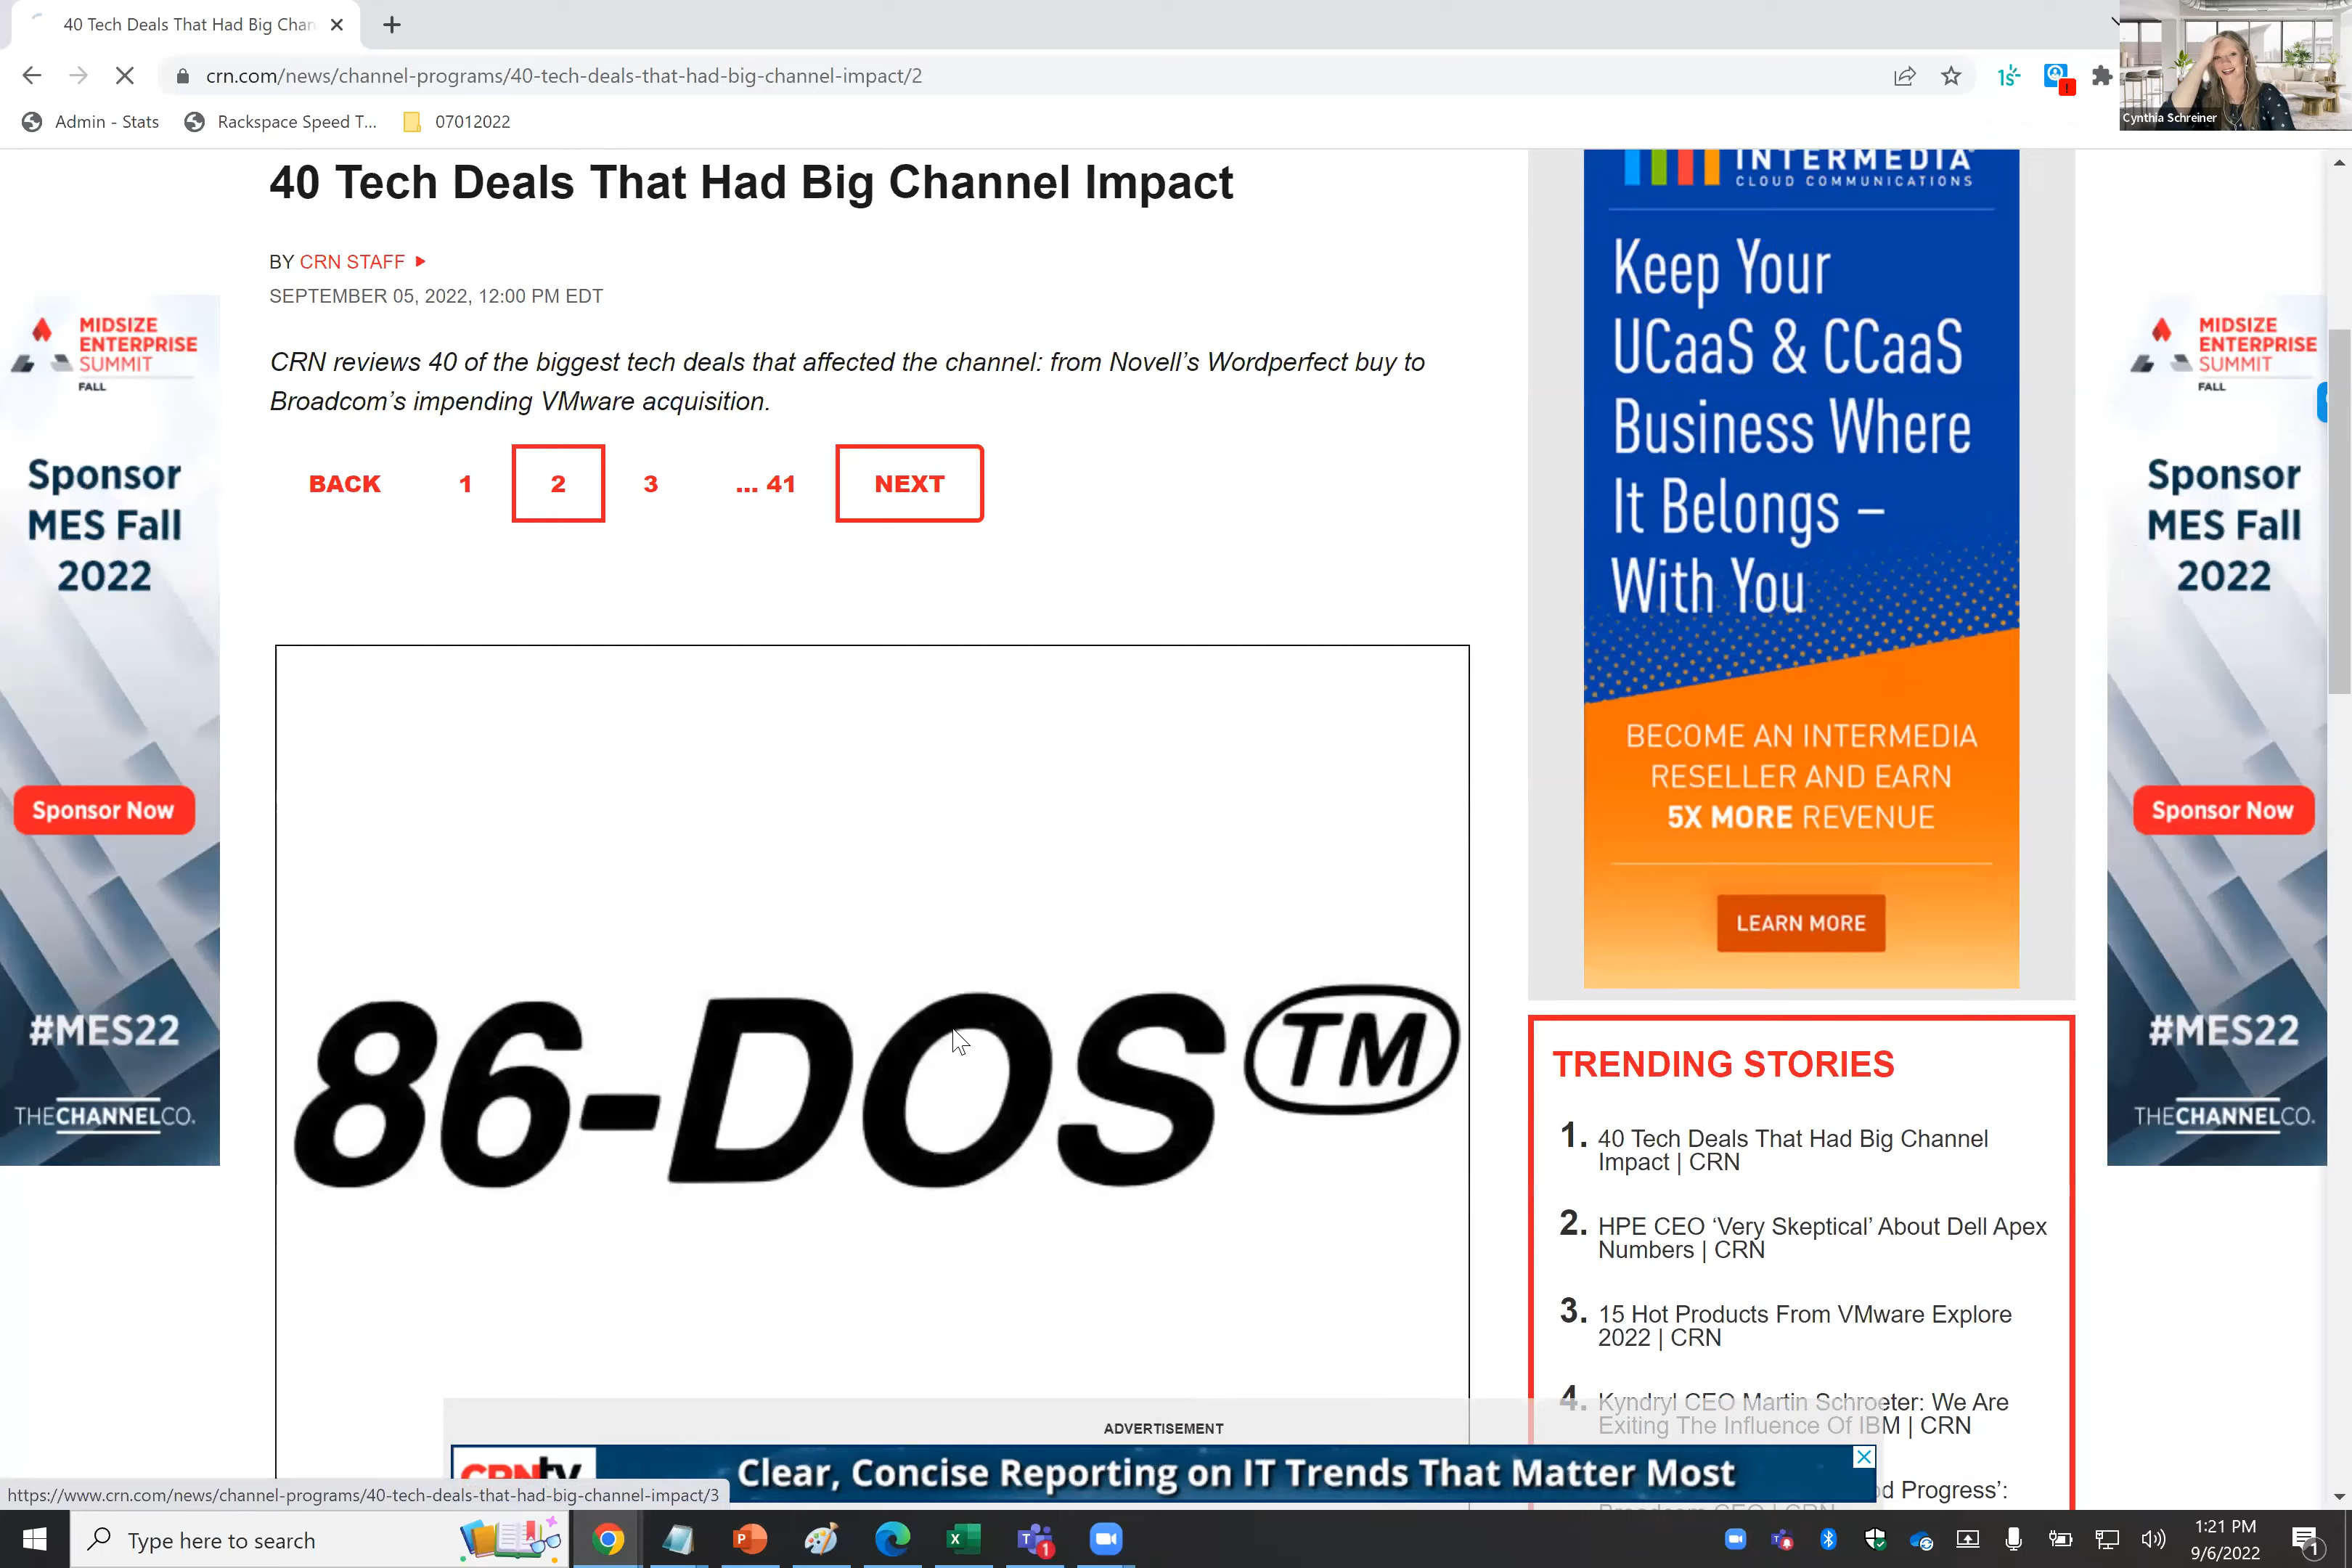 40 Tech Deals That Had Big Chan
crn.com/news/channel-programs/40-tech-deals-that-had-big-channel-impact/2
1s
Admin - Stats
Rackspace Speed T...
07012022
Cynthia Schreiner
40 Tech Deals That Had Big Channel Impact
BY CRN STAFF
SEPTEMBER 05, 2022, 12:00 PM EDT
CRN reviews 40 of the biggest tech deals that affected the channel: from Novell’s Wordperfect buy to
Broadcom’s impending VMware acquisition.
BACK 1 2 3 ... 41 NEXT
86-DOS TM
MIDSIZE
ENTERPRISE
SUMMIT
FALL
Sponsor
MES Fall
2022
Sponsor Now
#MES22
THECHANNELCO.
INTERMEDIA
CLOUD COMMUNICATIONS
Keep Your
UCaaS & CCaaS
Business Where
It Belongs –
With You
BECOME AN INTERMEDIA
RESELLER AND EARN
5X MORE REVENUE
LEARN MORE
TRENDING STORIES
1. 40 Tech Deals That Had Big Channel
Impact | CRN
2. HPE CEO ‘Very Skeptical’ About Dell Apex
Numbers | CRN
3. 15 Hot Products From VMware Explore
2022 | CRN
4. Kyndryl CEO Martin Schroeter: We Are
Exiting The Influence Of IBM | CRN
d Progress’:
Broadcom CEO | CRN
MIDSIZE
ENTERPRISE
SUMMIT
FALL
Sponsor
MES Fall
2022
Sponsor Now
#MES22
THECHANNELCO.
ADVERTISEMENT
CRNtv
Clear, Concise Reporting on IT Trends That Matter Most
https://www.crn.com/news/channel-programs/40-tech-deals-that-had-big-channel-impact/3
Type here to search
1:21 PM
9/6/2022
1